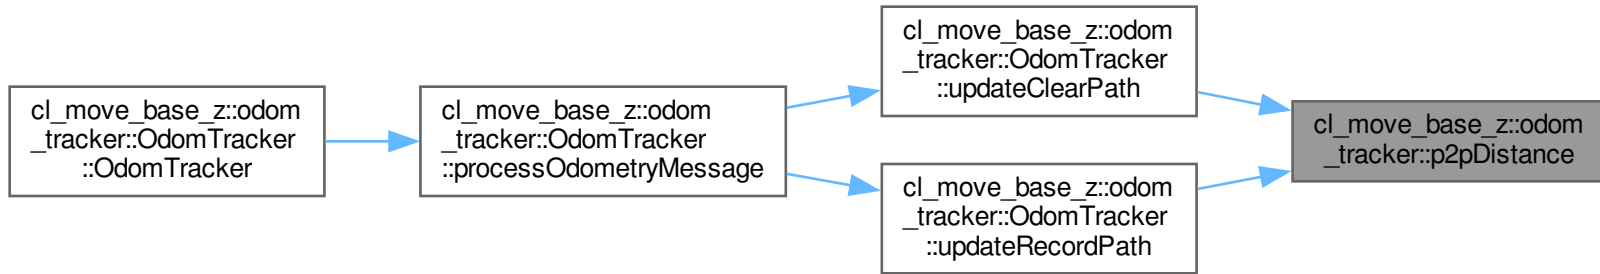 cl_move_base_z::odom
_tracker::OdomTracker
::OdomTracker
cl_move_base_z::odom
_tracker::OdomTracker
::processOdometryMessage
cl_move_base_z::odom
_tracker::OdomTracker
::updateClearPath
cl_move_base_z::odom
_tracker::OdomTracker
::updateRecordPath
cl_move_base_z::odom
_tracker::p2pDistance